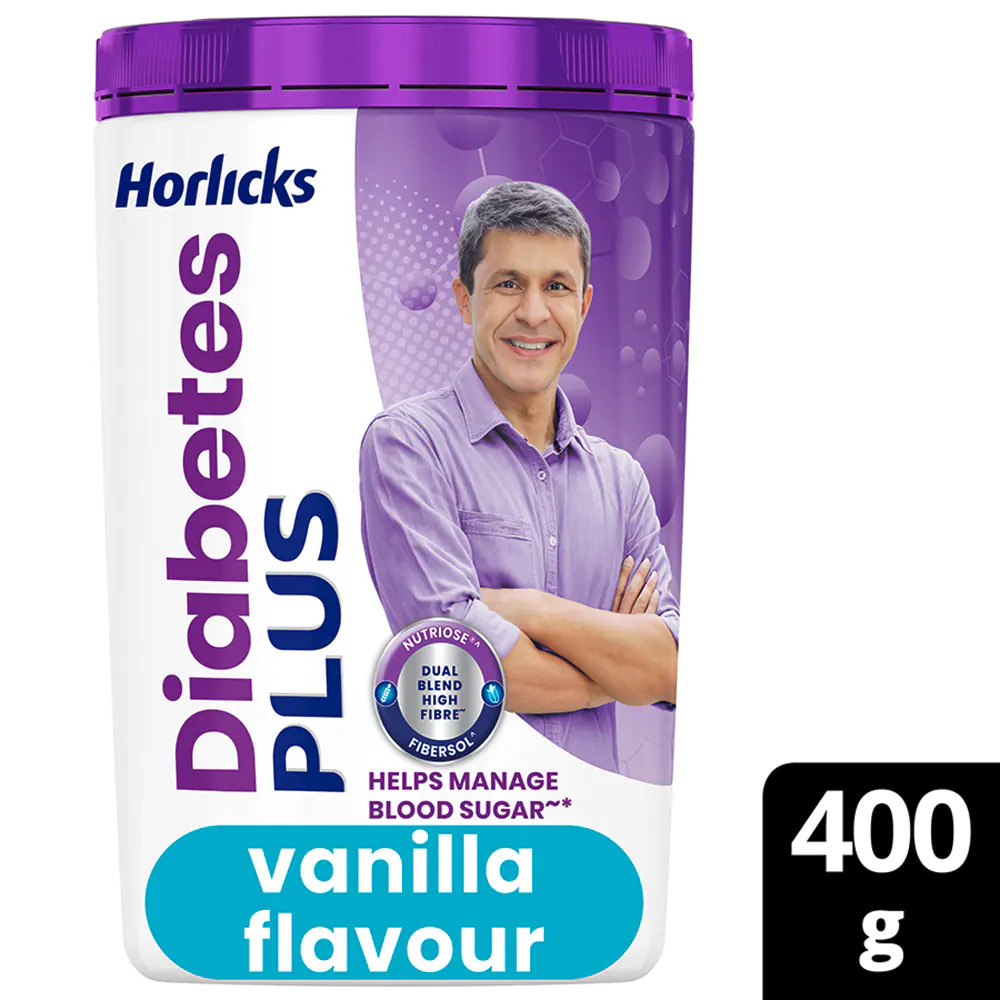 Horlicks
Diabetes
PLUS
NUTRIOSE®^
DUAL
BLEND
HIGH
FIBRE~
FIBERSOL^
HELPS MANAGE
BLOOD SUGAR~*
vanilla
flavour
400
g